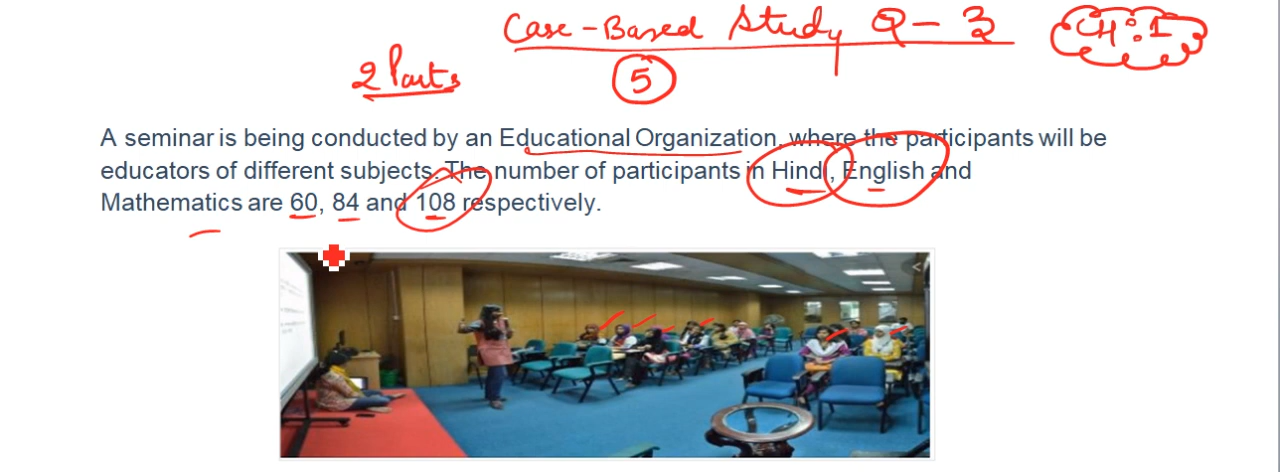 Case-Based Study Q-3
CH:1
2 Parts
5
A seminar is being conducted by an Educational Organization, where the participants will be
educators of different subjects. The number of participants in Hindi, English and
Mathematics are 60, 84 and 108 respectively.